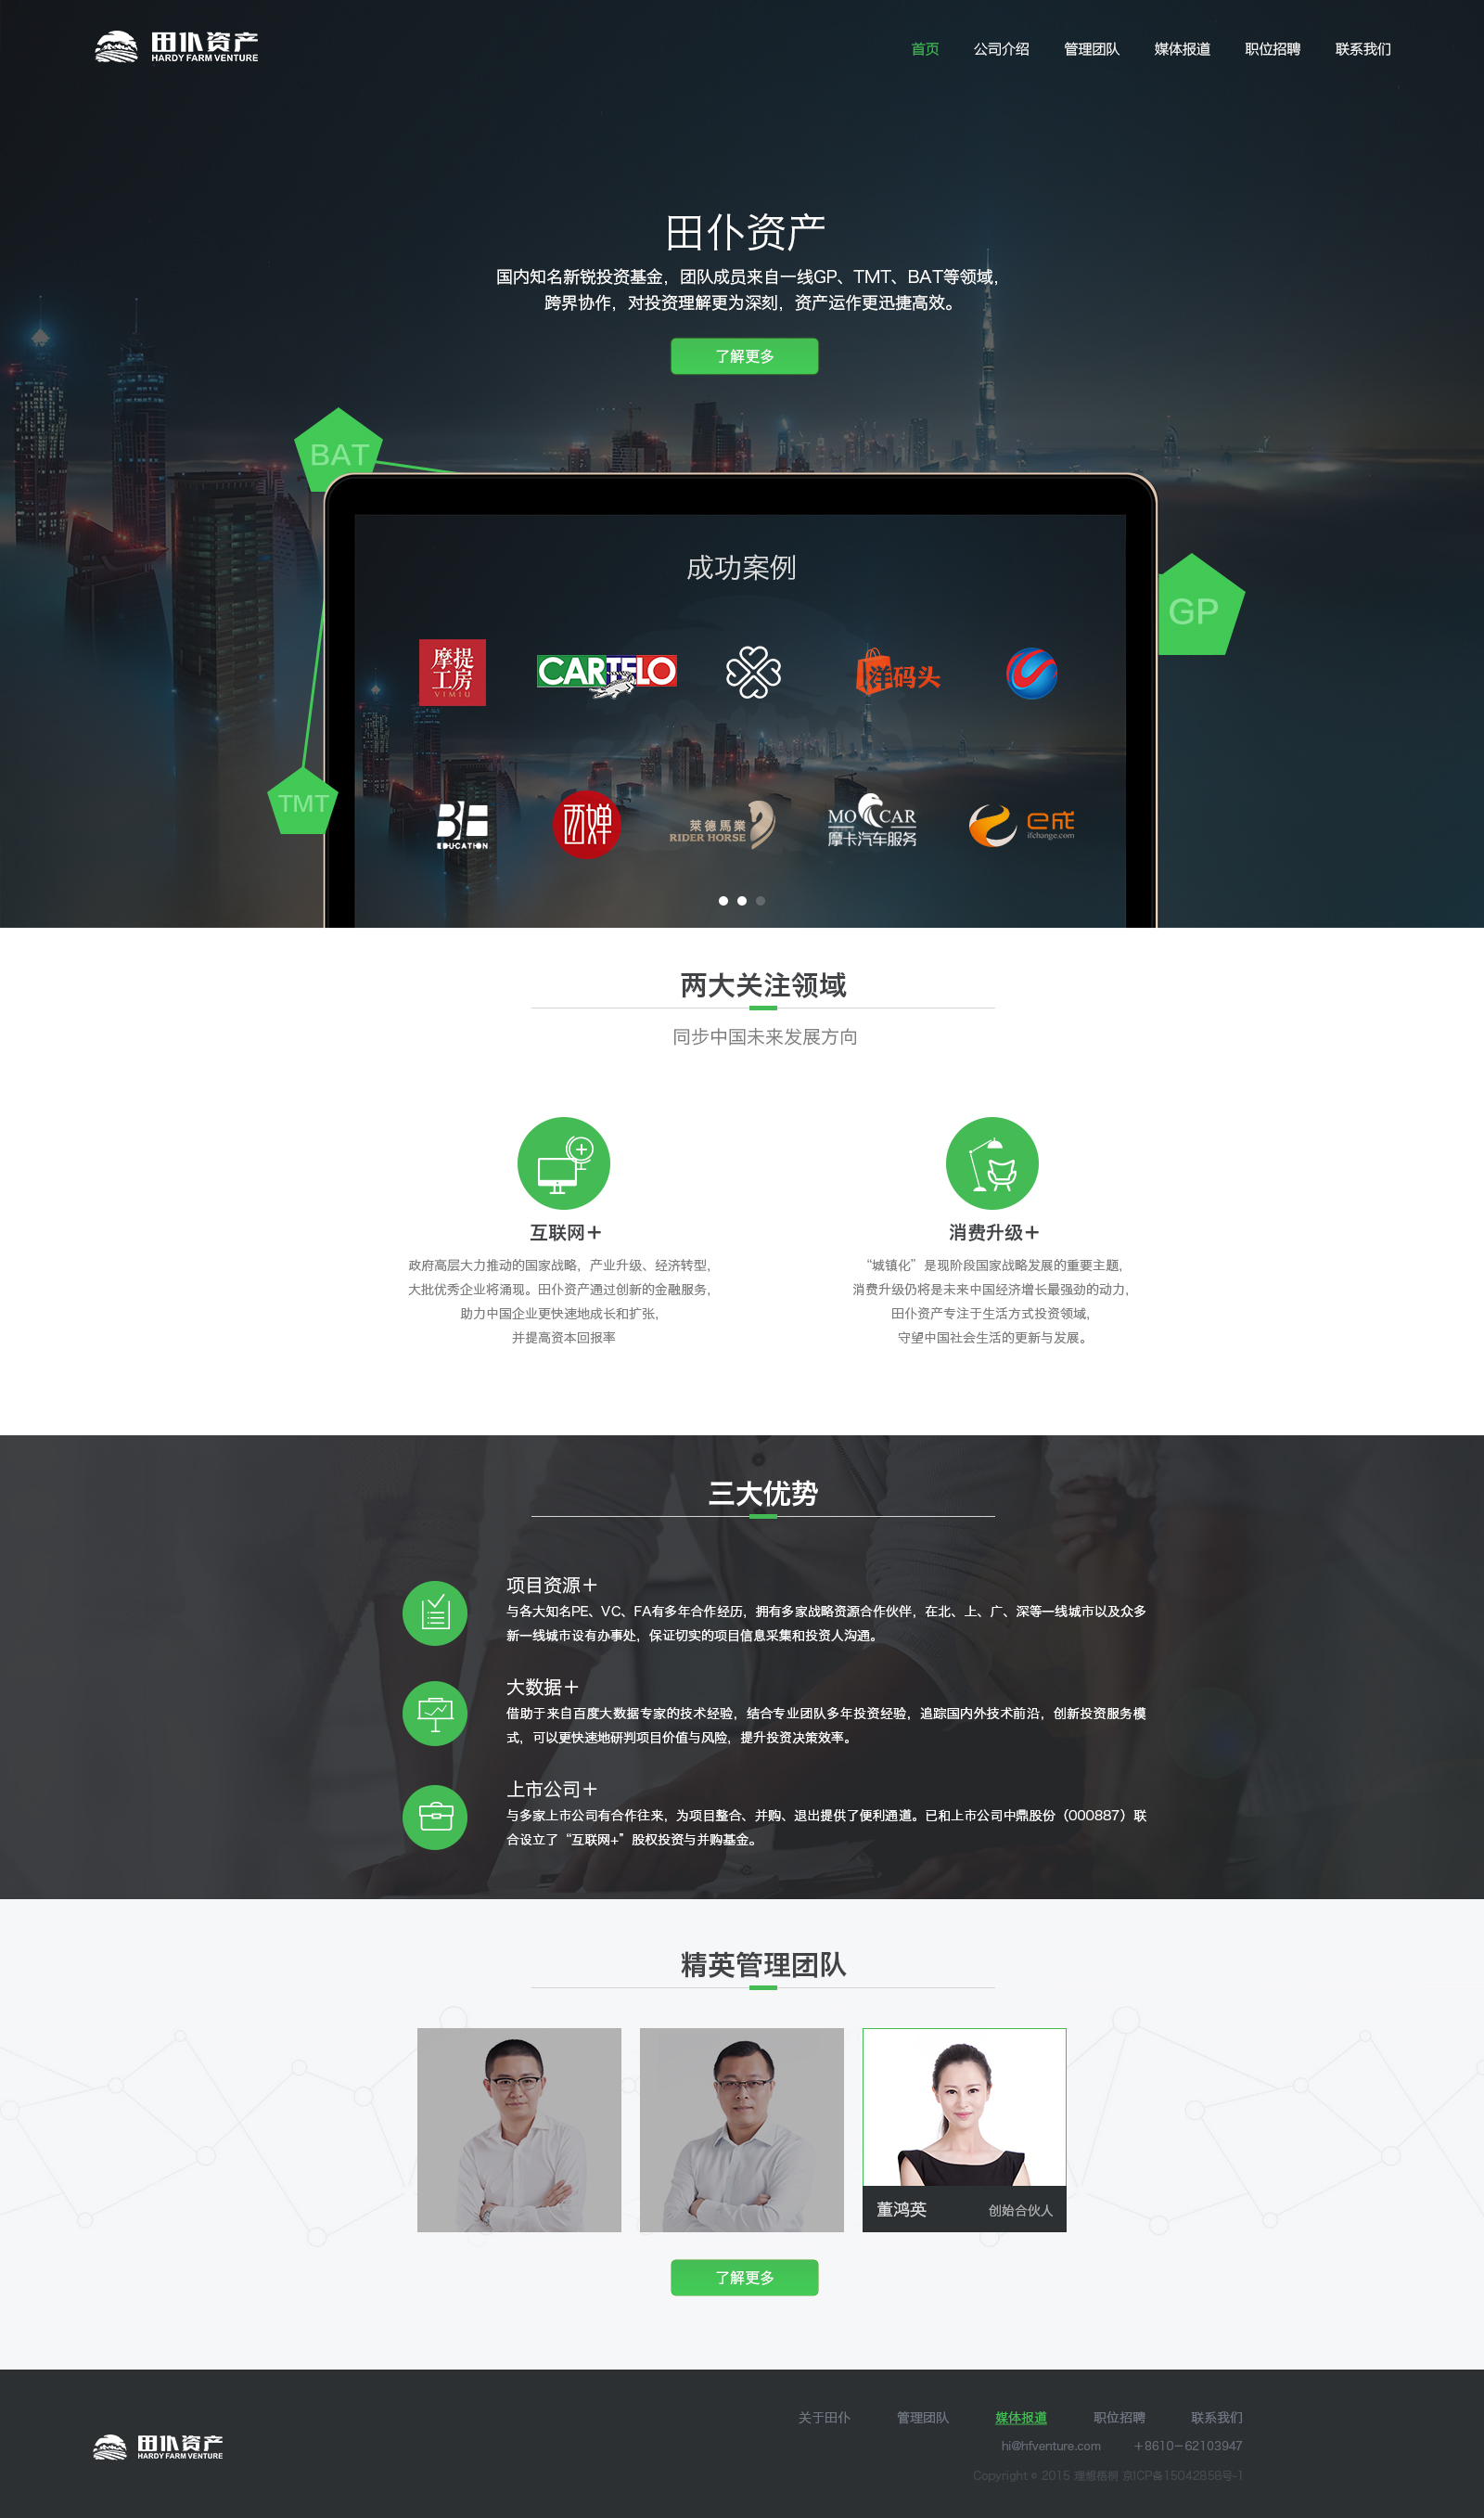 田仆资产
HARDY FARM VENTURE
首页 公司介绍 管理团队 媒体报道 职位招聘 联系我们
田仆资产
国内知名新锐投资基金，团队成员来自一线GP、TMT、BAT等领域，
跨界协作，对投资理解更为深刻，资产运作更迅捷高效。
了解更多
BAT
GP
TMT
成功案例
摩提
工房
VIMIU
CARTELO
洋码头
EDUCATION
西婵
萊德馬業
RIDER HORSE
MO CAR
摩卡汽车服务
e成
ifchange.com
两大关注领域
同步中国未来发展方向
互联网+
政府高层大力推动的国家战略，产业升级、经济转型，
大批优秀企业将涌现。田仆资产通过创新的金融服务，
助力中国企业更快速地成长和扩张，
并提高资本回报率
消费升级+
“城镇化”是现阶段国家战略发展的重要主题，
消费升级仍将是未来中国经济增长最强劲的动力，
田仆资产专注于生活方式投资领域，
守望中国社会生活的更新与发展。
三大优势
项目资源+
与各大知名PE、VC、FA有多年合作经历，拥有多家战略资源合作伙伴，在北、上、广、深等一线城市以及众多
新一线城市设有办事处，保证切实的项目信息采集和投资人沟通。
大数据+
借助于来自百度大数据专家的技术经验，结合专业团队多年投资经验，追踪国内外技术前沿，创新投资服务模
式，可以更快速地研判项目价值与风险，提升投资决策效率。
上市公司+
与多家上市公司有合作往来，为项目整合、并购、退出提供了便利通道。已和上市公司中鼎股份（000887）联
合设立了“互联网+”股权投资与并购基金。
精英管理团队
董鸿英 创始合伙人
了解更多
田仆资产
HARDY FARM VENTURE
关于田仆 管理团队 媒体报道 职位招聘 联系我们
hi@hfventure.com +8610-62103947
Copyright © 2015 理想梧桐 京ICP备15042858号-1